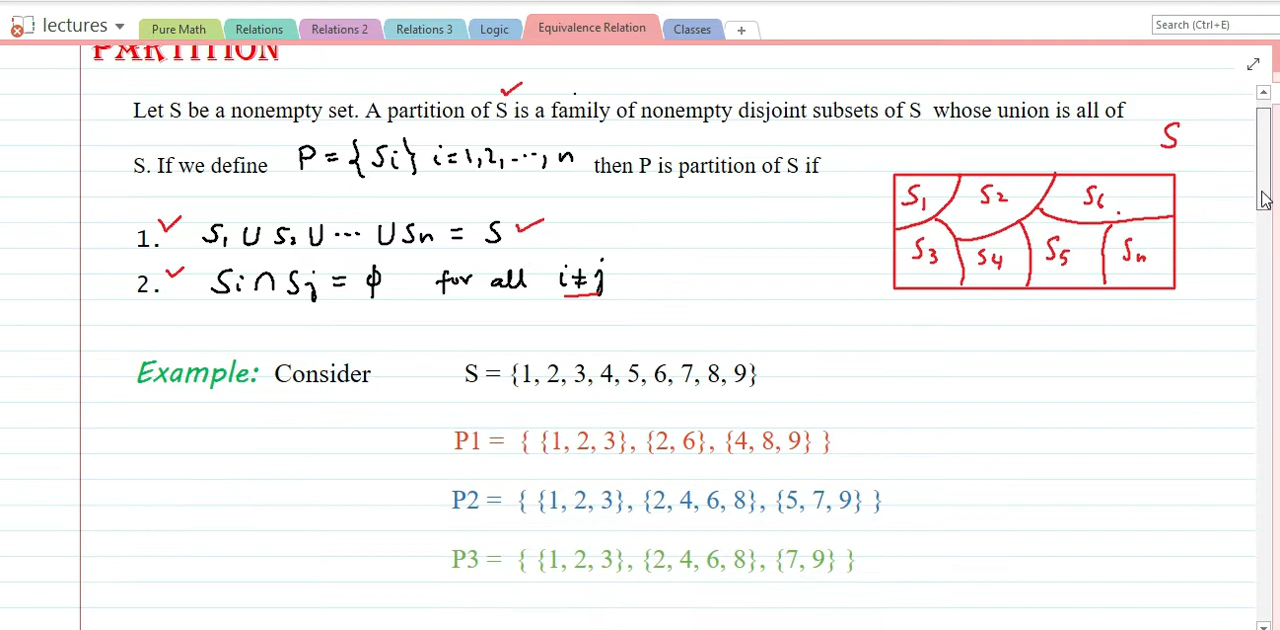 lectures
Pure Math Relations Relations 2 Relations 3 Logic Equivalence Relation Classes +
Search (Ctrl+E)
PARTITION
Let S be a nonempty set. A partition of S is a family of nonempty disjoint subsets of S whose union is all of
S. If we define P = {Si} i=1,2,...,n then P is partition of S if
S
S1 S2 S6
S3 S4 S5 Sn
1. S1 U S2 U ... U Sn = S
2. Si ∩ Sj = ϕ for all i≠j
Example: Consider S = {1, 2, 3, 4, 5, 6, 7, 8, 9}
P1 = { {1, 2, 3}, {2, 6}, {4, 8, 9} }
P2 = { {1, 2, 3}, {2, 4, 6, 8}, {5, 7, 9} }
P3 = { {1, 2, 3}, {2, 4, 6, 8}, {7, 9} }